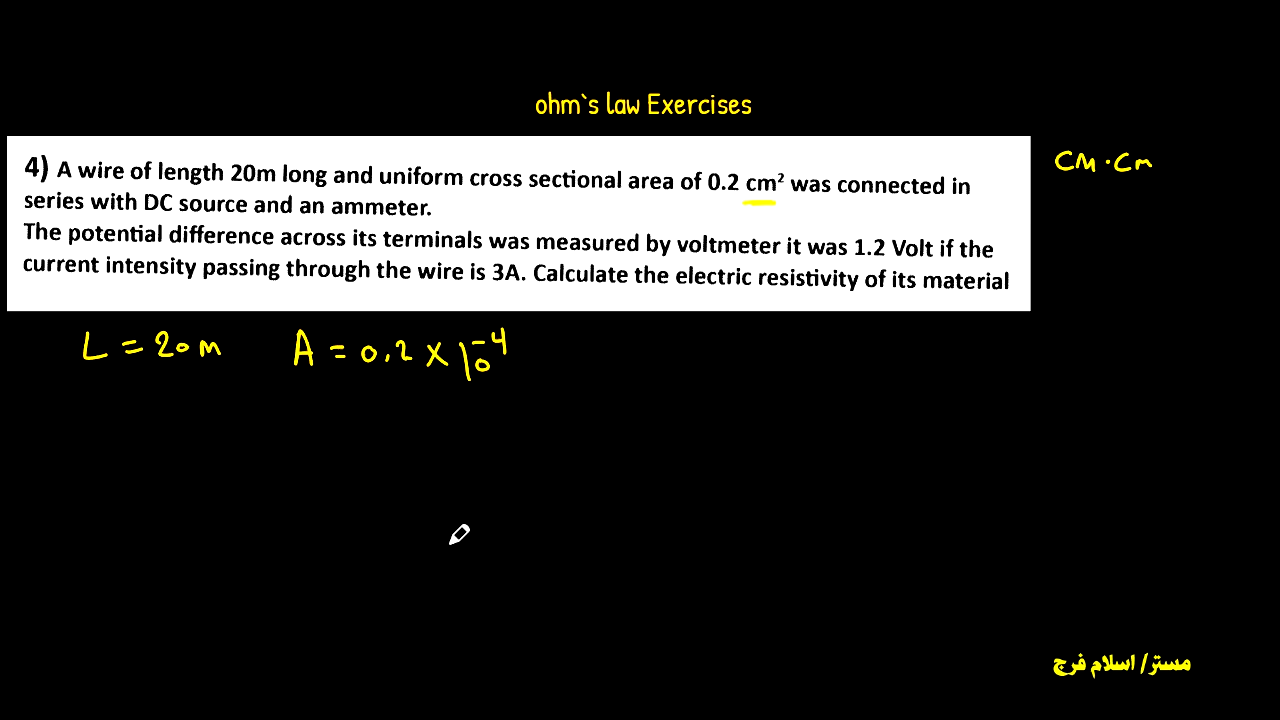 ohm`s law Exercises
4) A wire of length 20m long and uniform cross sectional area of 0.2 cm² was connected in
series with DC source and an ammeter.
The potential difference across its terminals was measured by voltmeter it was 1.2 Volt if the
current intensity passing through the wire is 3A. Calculate the electric resistivity of its material
CM · Cm
L = 20 m A = 0.2 × 10⁻⁴
مستر/ اسلام فرج